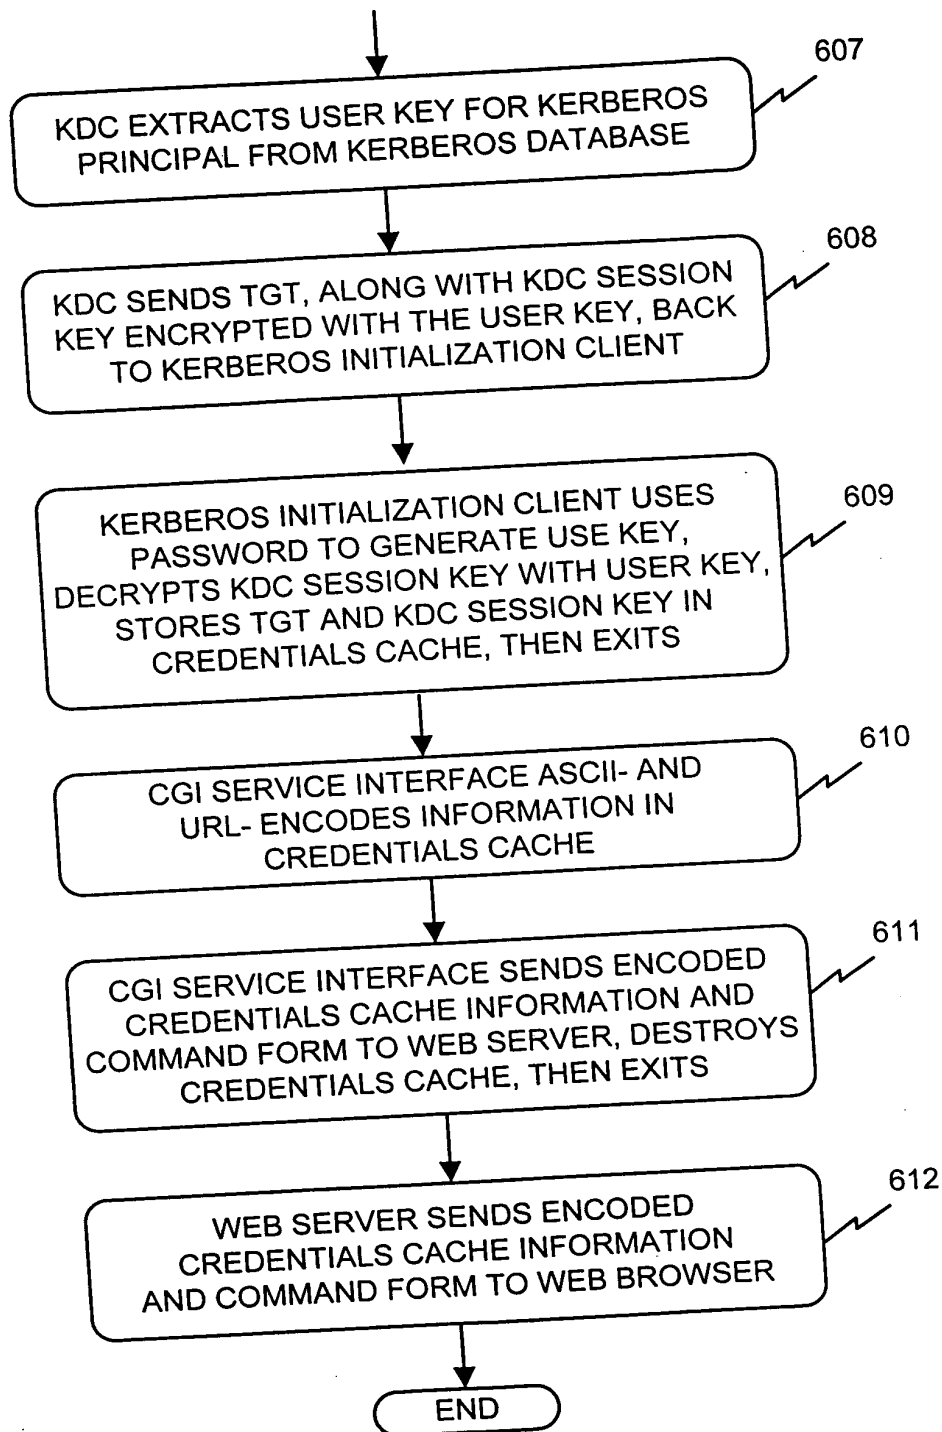 607
KDC EXTRACTS USER KEY FOR KERBEROS
PRINCIPAL FROM KERBEROS DATABASE
608
KDC SENDS TGT, ALONG WITH KDC SESSION
KEY ENCRYPTED WITH THE USER KEY, BACK
TO KERBEROS INITIALIZATION CLIENT
609
KERBEROS INITIALIZATION CLIENT USES
PASSWORD TO GENERATE USE KEY,
DECRYPTS KDC SESSION KEY WITH USER KEY,
STORES TGT AND KDC SESSION KEY IN
CREDENTIALS CACHE, THEN EXITS
610
CGI SERVICE INTERFACE ASCII- AND
URL- ENCODES INFORMATION IN
CREDENTIALS CACHE
611
CGI SERVICE INTERFACE SENDS ENCODED
CREDENTIALS CACHE INFORMATION AND
COMMAND FORM TO WEB SERVER, DESTROYS
CREDENTIALS CACHE, THEN EXITS
612
WEB SERVER SENDS ENCODED
CREDENTIALS CACHE INFORMATION
AND COMMAND FORM TO WEB BROWSER
END